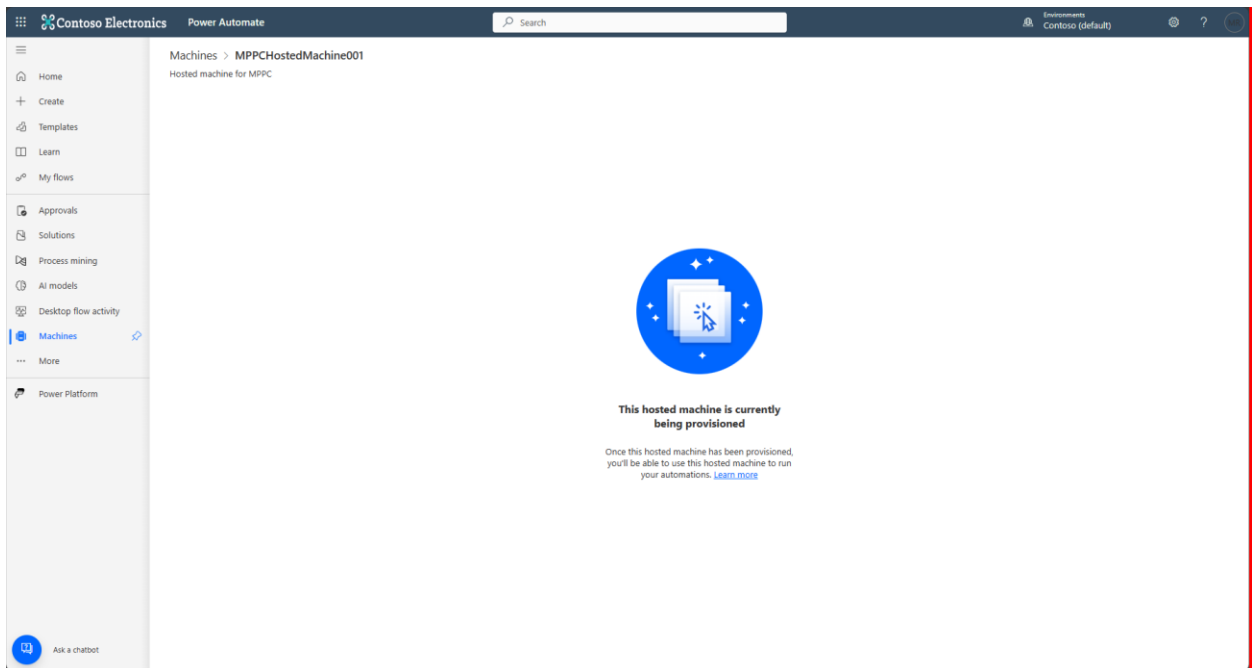 Contoso Electronics Power Automate
Search
Environments
Contoso (default)
?
Machines > MPPCHostedMachine001
Hosted machine for MPPC
Home
Create
Templates
Learn
My flows
Approvals
Solutions
Process mining
AI models
Desktop flow activity
Machines
More
Power Platform
This hosted machine is currently
being provisioned
Once this hosted machine has been provisioned,
you'll be able to use this hosted machine to run
your automations. Learn more
Ask a chatbot